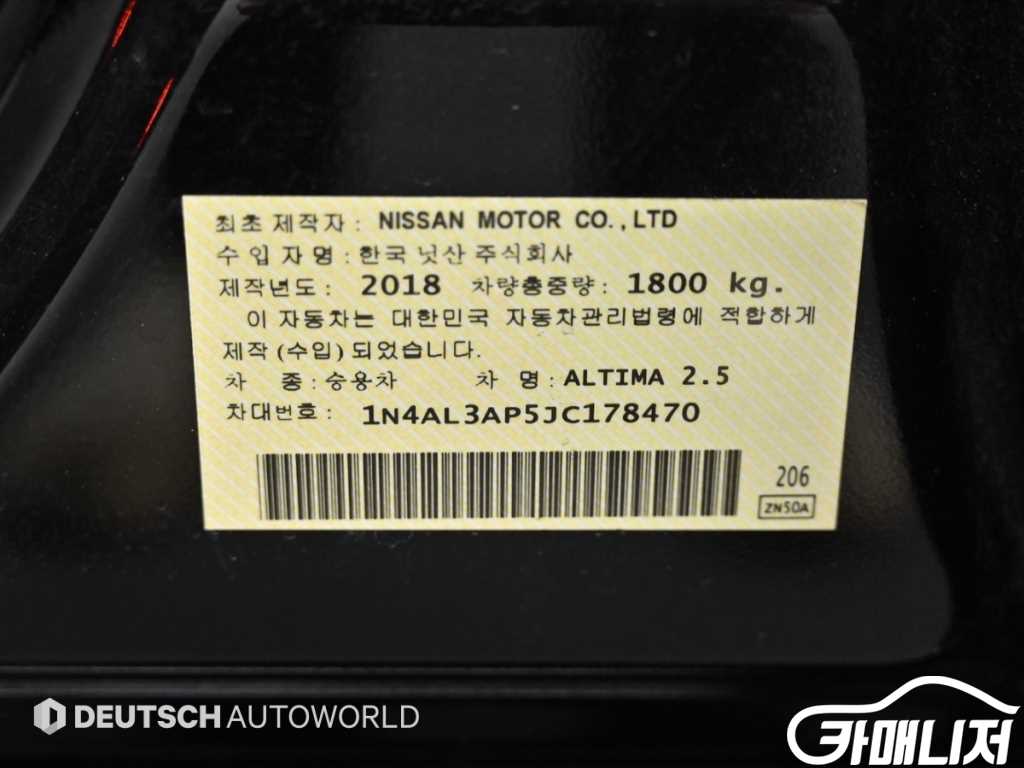 최초 제작자 : NISSAN MOTOR CO., LTD
수 입 자 명 : 한국 닛산 주식회사
제작년도 : 2018 차량총중량 : 1800 kg.
이 자동차는 대한민국 자동차관리법령에 적합하게
제작 (수입) 되었습니다.
차 종 : 승용차 차 명 : ALTIMA 2.5
차대번호 : 1N4AL3AP5JC178470
206
ZN50A
DEUTSCH AUTOWORLD
카매니저